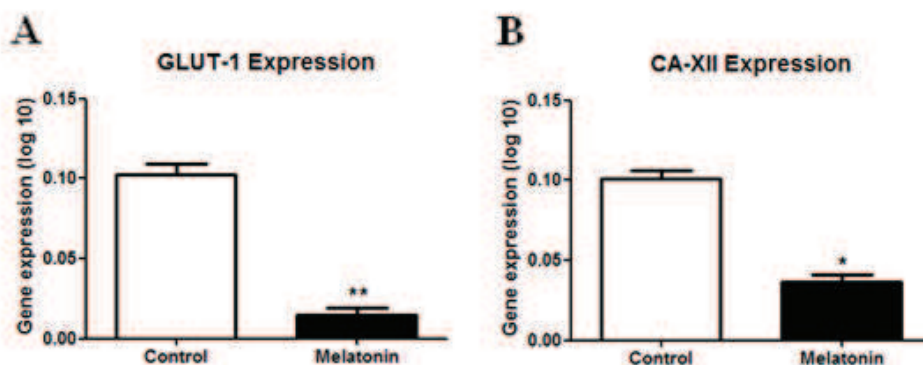 A
GLUT-1 Expression
Gene expression (log 10)
0.15
0.10
0.05
0.00
**
Control
Melatonin
B
CA-XII Expression
Gene expression (log 10)
0.15
0.10
0.05
0.00
*
Control
Melatonin